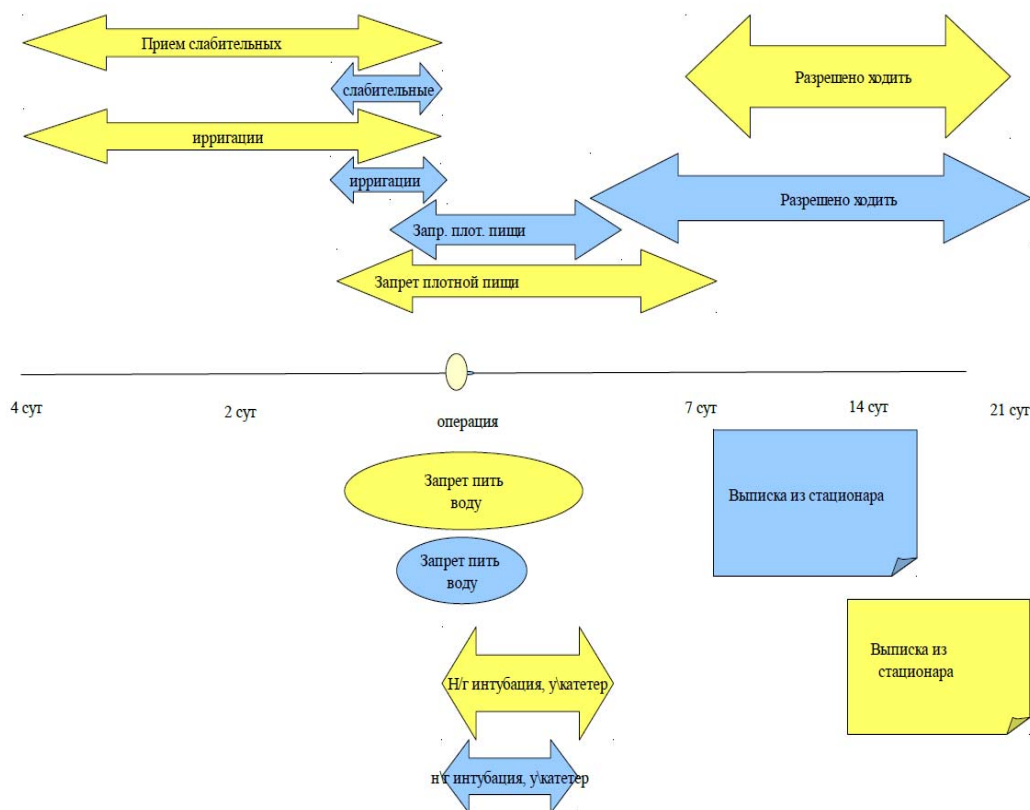 Прием слабительных
Разрешено ходить
слабительные
ирригации
ирригации
Разрешено ходить
Запр. плот. пищи
Запрет плотной пищи
4 сут
2 сут
операция
7 сут
14 сут
21 сут
Запрет пить
воду
Выписка из стационара
Запрет пить
воду
Выписка из
стационара
Н/г интубация, у\катетер
н\г интубация, у\катетер